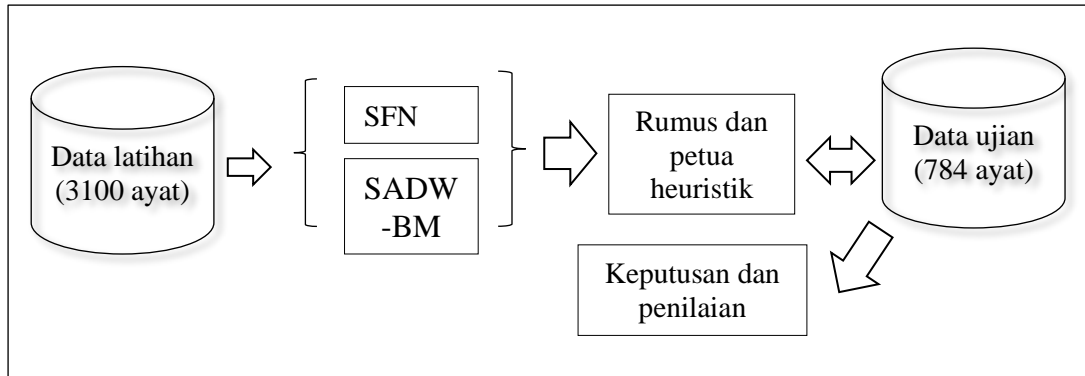 Data latihan
(3100 ayat)
SFN
SADW
-BM
Rumus dan
petua
heuristik
Data ujian
(784 ayat)
Keputusan dan
penilaian